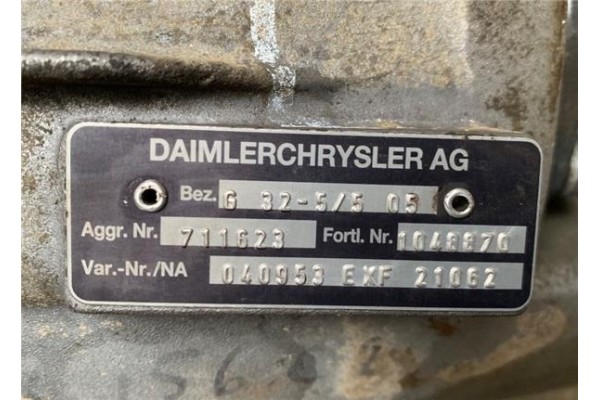 DAIMLERCHRYSLER AG
Bez. G 32-5/5 05
Aggr. Nr. 711623 Fortl. Nr. 1048870
Var.-Nr./NA 040953 EXF 21062